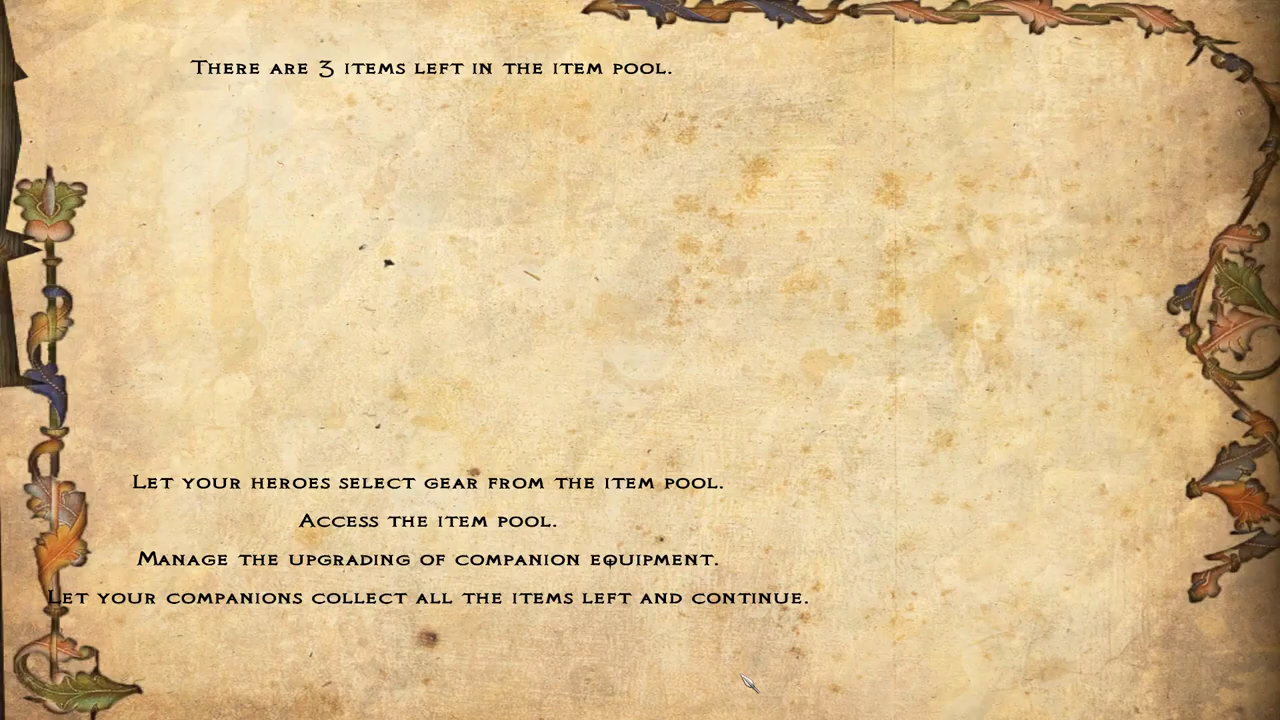 There are 3 items left in the item pool.
Let your heroes select gear from the item pool.
Access the item pool.
Manage the upgrading of companion equipment.
Let your companions collect all the items left and continue.